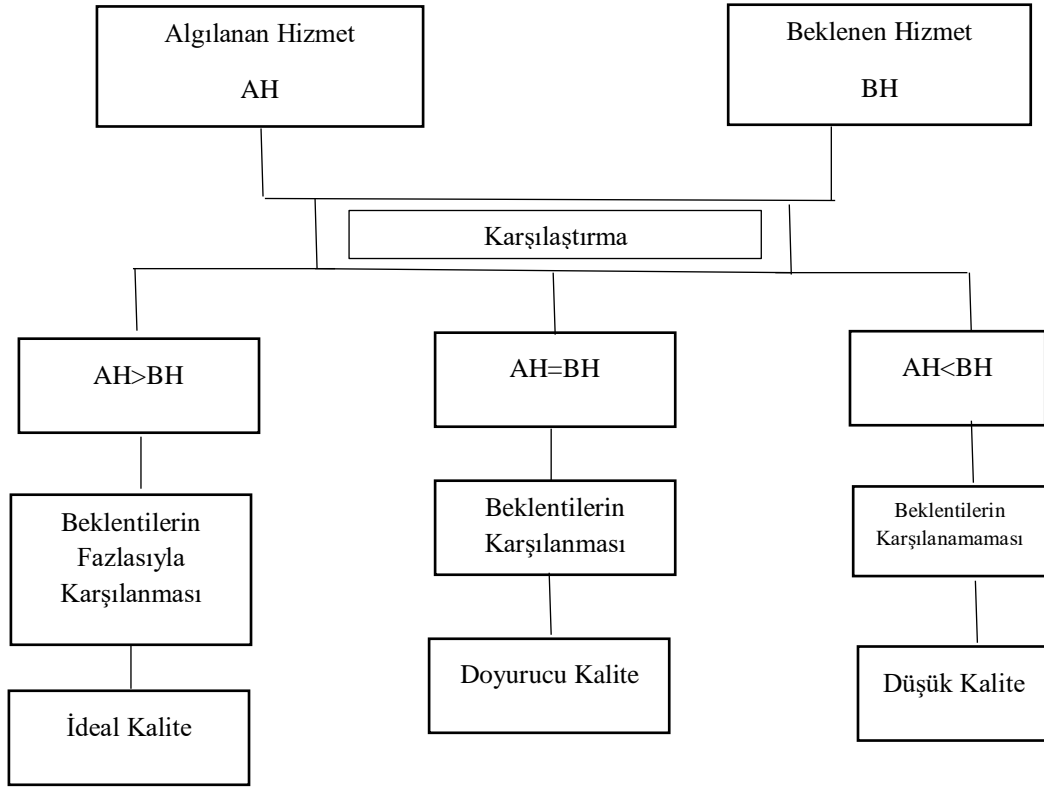 Algılanan Hizmet
AH
Beklenen Hizmet
BH
Karşılaştırma
AH>BH
AH=BH
AH<BH
Beklentilerin
Fazlasıyla
Karşılanması
Beklentilerin
Karşılanması
Beklentilerin
Karşılanamaması
İdeal Kalite
Doyurucu Kalite
Düşük Kalite